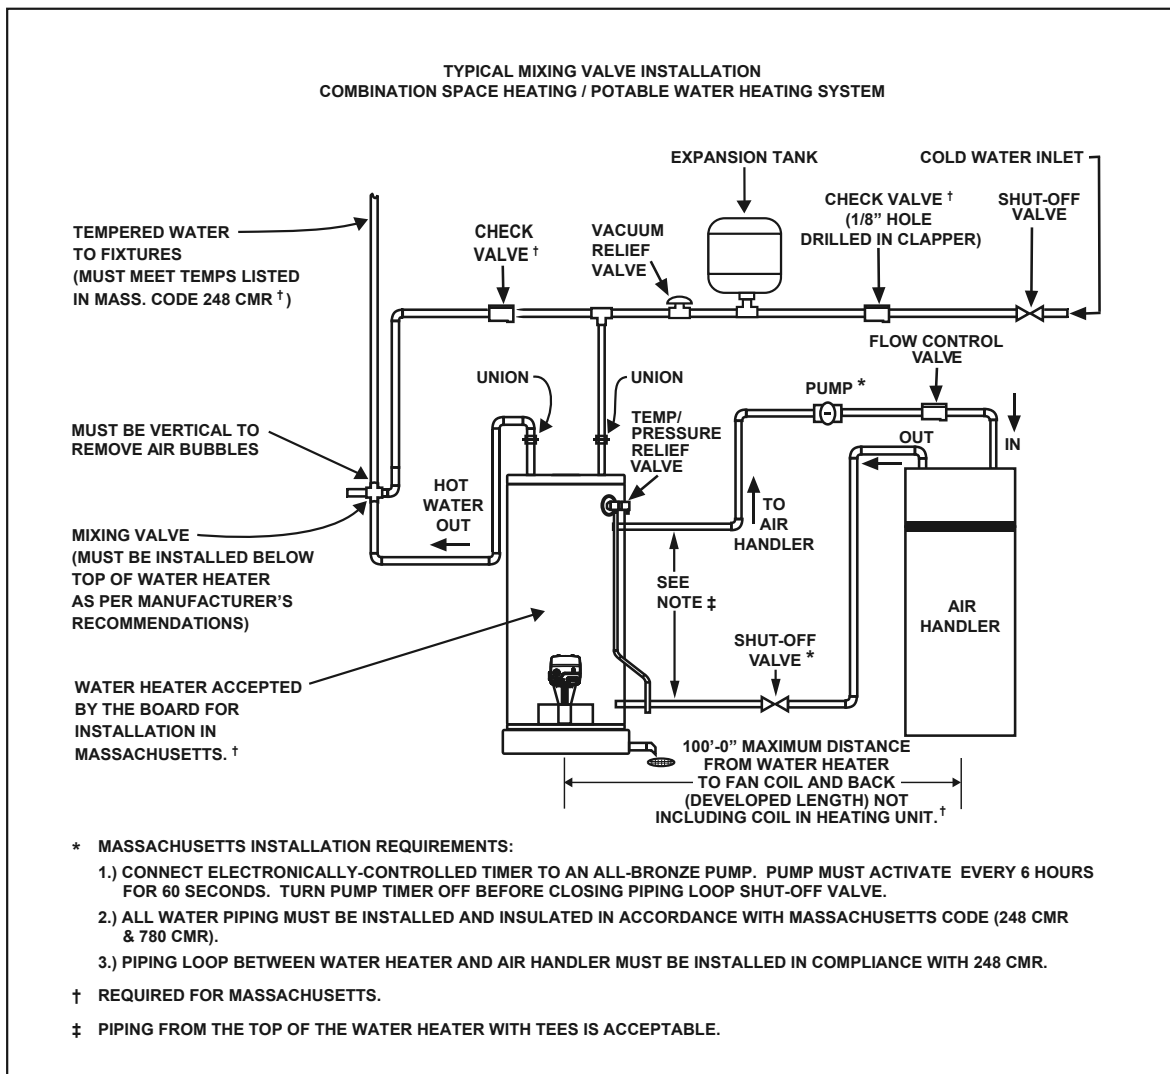 TYPICAL MIXING VALVE INSTALLATION
COMBINATION SPACE HEATING / POTABLE WATER HEATING SYSTEM
EXPANSION TANK
COLD WATER INLET
TEMPERED WATER
TO FIXTURES
(MUST MEET TEMPS LISTED
IN MASS. CODE 248 CMR †)
CHECK
VALVE †
VACUUM
RELIEF
VALVE
CHECK VALVE †
(1/8” HOLE
DRILLED IN CLAPPER)
SHUT-OFF
VALVE
FLOW CONTROL
VALVE
UNION
UNION
PUMP *
TEMP/
PRESSURE
RELIEF
VALVE
OUT
IN
MUST BE VERTICAL TO
REMOVE AIR BUBBLES
HOT
WATER
OUT
TO
AIR
HANDLER
MIXING VALVE
(MUST BE INSTALLED BELOW
TOP OF WATER HEATER
AS PER MANUFACTURER’S
RECOMMENDATIONS)
SEE
NOTE ‡
AIR
HANDLER
SHUT-OFF
VALVE *
WATER HEATER ACCEPTED
BY THE BOARD FOR
INSTALLATION IN
MASSACHUSETTS. †
100’-0” MAXIMUM DISTANCE
FROM WATER HEATER
TO FAN COIL AND BACK
(DEVELOPED LENGTH) NOT
INCLUDING COIL IN HEATING UNIT. †
* MASSACHUSETTS INSTALLATION REQUIREMENTS:
1.) CONNECT ELECTRONICALLY-CONTROLLED TIMER TO AN ALL-BRONZE PUMP. PUMP MUST ACTIVATE EVERY 6 HOURS
FOR 60 SECONDS. TURN PUMP TIMER OFF BEFORE CLOSING PIPING LOOP SHUT-OFF VALVE.
2.) ALL WATER PIPING MUST BE INSTALLED AND INSULATED IN ACCORDANCE WITH MASSACHUSETTS CODE (248 CMR
& 780 CMR).
3.) PIPING LOOP BETWEEN WATER HEATER AND AIR HANDLER MUST BE INSTALLED IN COMPLIANCE WITH 248 CMR.
† REQUIRED FOR MASSACHUSETTS.
‡ PIPING FROM THE TOP OF THE WATER HEATER WITH TEES IS ACCEPTABLE.